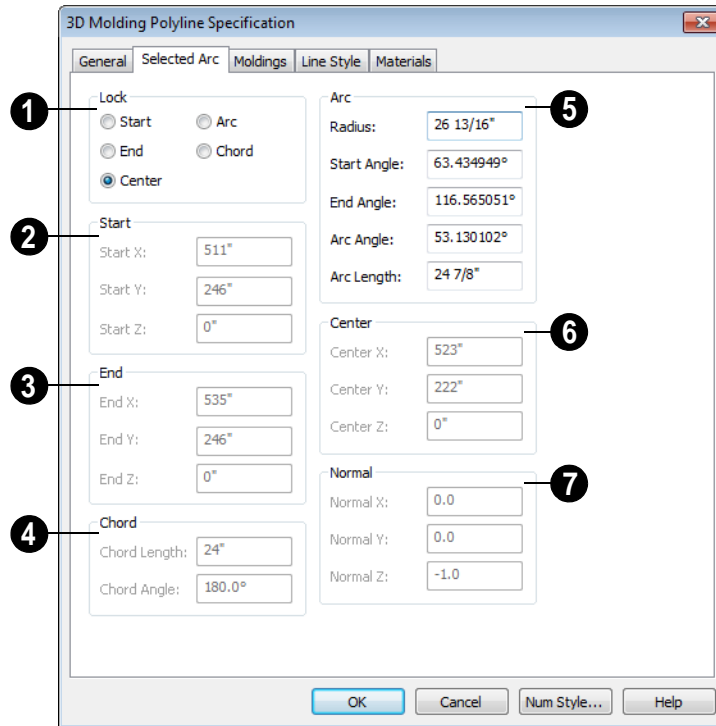 3D Molding Polyline Specification
General Selected Arc Moldings Line Style Materials
1
Lock
Start Arc
End Chord
Center
2
Start
Start X: 511"
Start Y: 246"
Start Z: 0"
3
End
End X: 535"
End Y: 246"
End Z: 0"
4
Chord
Chord Length: 24"
Chord Angle: 180.0°
5
Arc
Radius: 26 13/16"
Start Angle: 63.434949°
End Angle: 116.565051°
Arc Angle: 53.130102°
Arc Length: 24 7/8"
6
Center
Center X: 523"
Center Y: 222"
Center Z: 0"
7
Normal
Normal X: 0.0
Normal Y: 0.0
Normal Z: -1.0
OK Cancel Num Style... Help